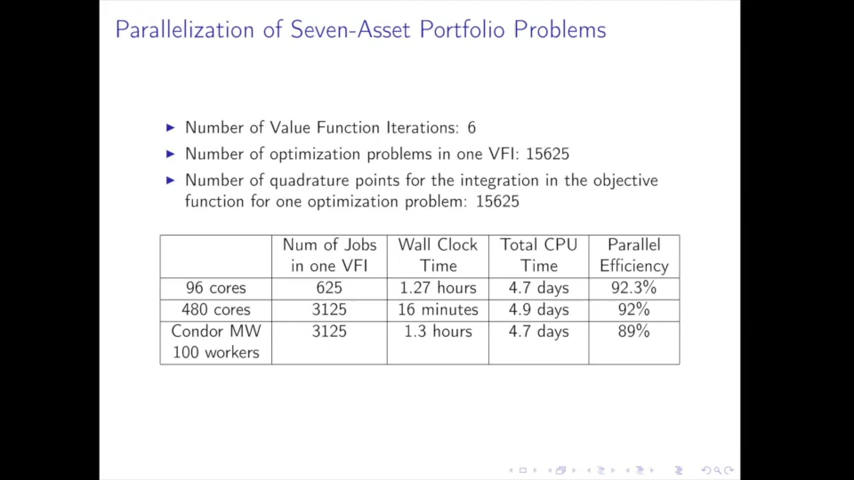 Parallelization of Seven-Asset Portfolio Problems
Number of Value Function Iterations: 6
Number of optimization problems in one VFI: 15625
Number of quadrature points for the integration in the objective
function for one optimization problem: 15625
Num of Jobs Wall Clock Total CPU Parallel
in one VFI Time Time Efficiency
96 cores 625 1.27 hours 4.7 days 92.3%
480 cores 3125 16 minutes 4.9 days 92%
Condor MW 3125 1.3 hours 4.7 days 89%
100 workers